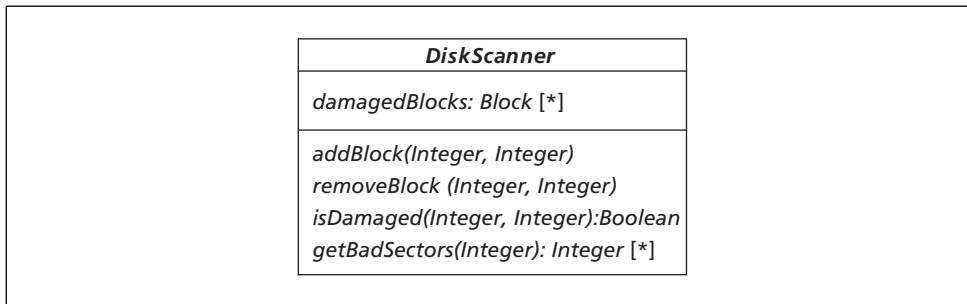 DiskScanner
damagedBlocks: Block [*]
addBlock(Integer, Integer)
removeBlock (Integer, Integer)
isDamaged(Integer, Integer):Boolean
getBadSectors(Integer): Integer [*]